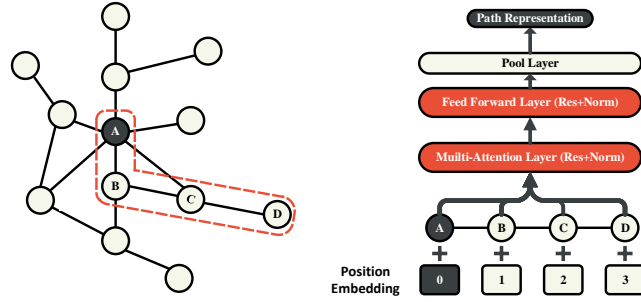 A
B
C
D
Path Representation
Pool Layer
Feed Forward Layer (Res+Norm)
Muilti-Attention Layer (Res+Norm)
A B C D
+ + + +
Position
Embedding
0 1 2 3